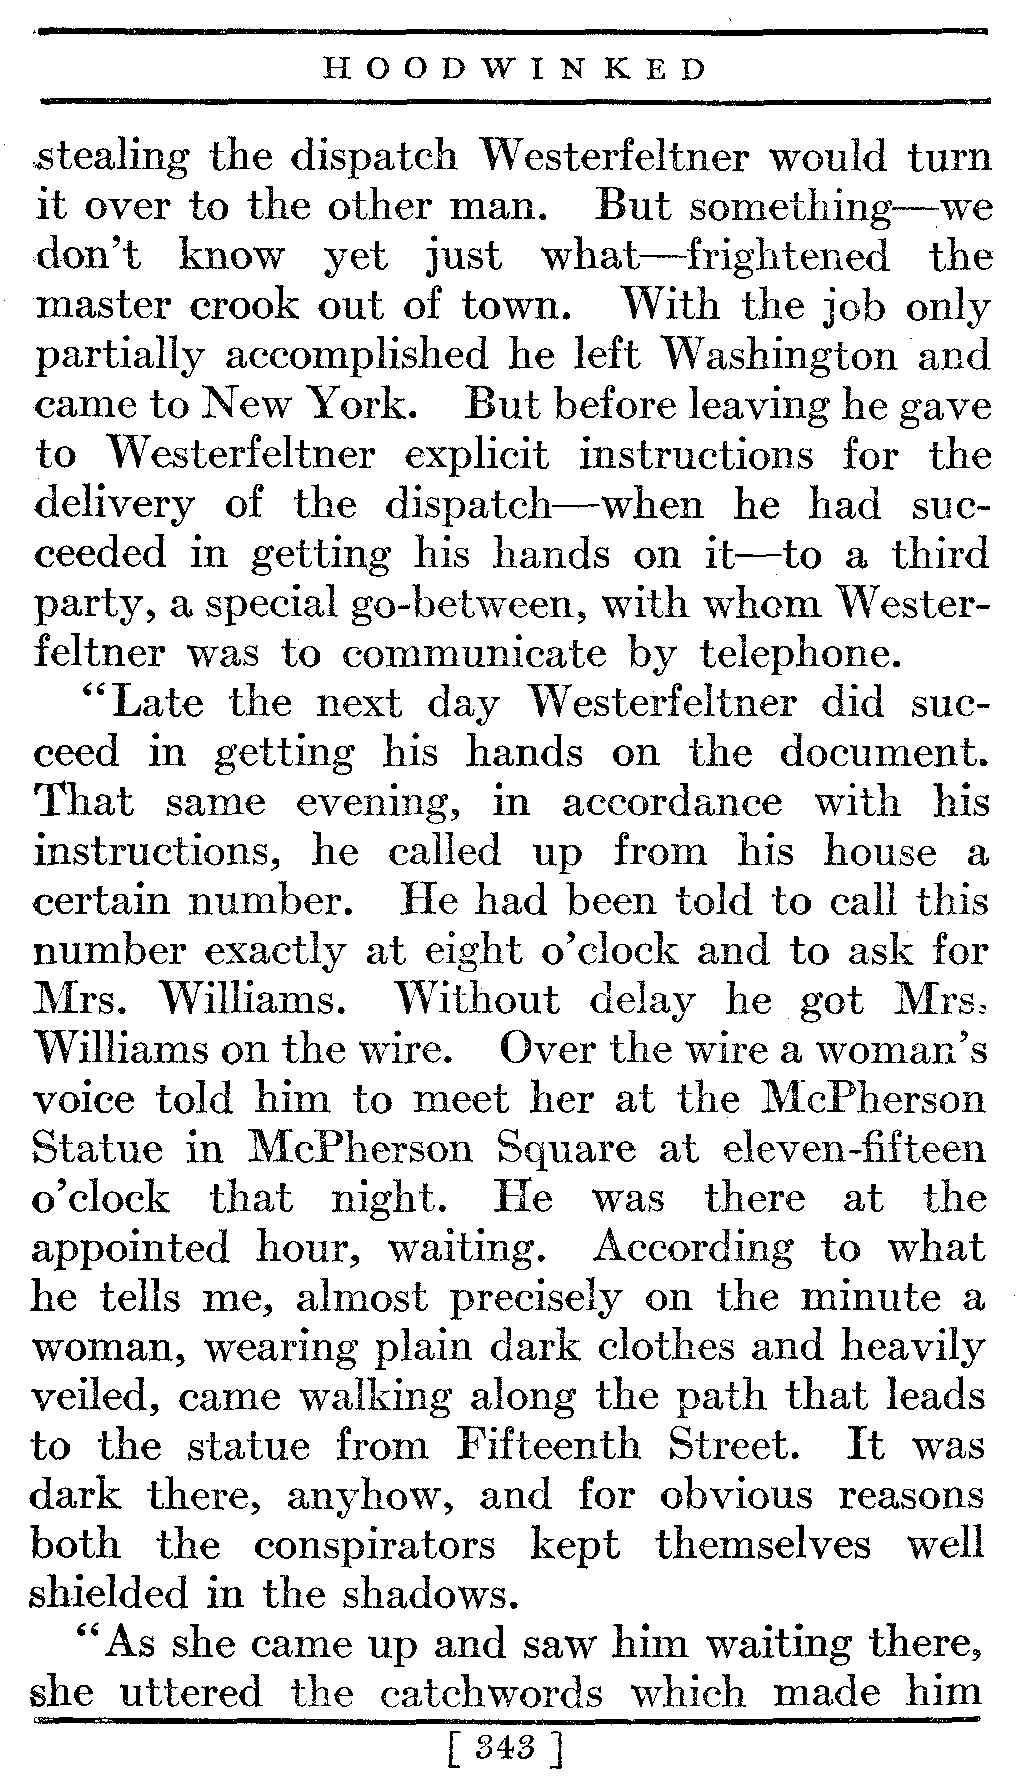 HOODWINKED
stealing the dispatch Westerfeltner would turn
it over to the other man. But something—we
don't know yet just what—frightened the
master crook out of town. With the job only
partially accomplished he left Washington and
came to New York. But before leaving he gave
to Westerfeltner explicit instructions for the
delivery of the dispatch—when he had suc-
ceeded in getting his hands on it—to a third
party, a special go-between, with whom Wester-
feltner was to communicate by telephone.
“Late the next day Westerfeltner did suc-
ceed in getting his hands on the document.
That same evening, in accordance with his
instructions, he called up from his house a
certain number. He had been told to call this
number exactly at eight o'clock and to ask for
Mrs. Williams. Without delay he got Mrs.
Williams on the wire. Over the wire a woman's
voice told him to meet her at the McPherson
Statue in McPherson Square at eleven-fifteen
o'clock that night. He was there at the
appointed hour, waiting. According to what
he tells me, almost precisely on the minute a
woman, wearing plain dark clothes and heavily
veiled, came walking along the path that leads
to the statue from Fifteenth Street. It was
dark there, anyhow, and for obvious reasons
both the conspirators kept themselves well
shielded in the shadows.
“As she came up and saw him waiting there,
she uttered the catchwords which made him
[ 343 ]